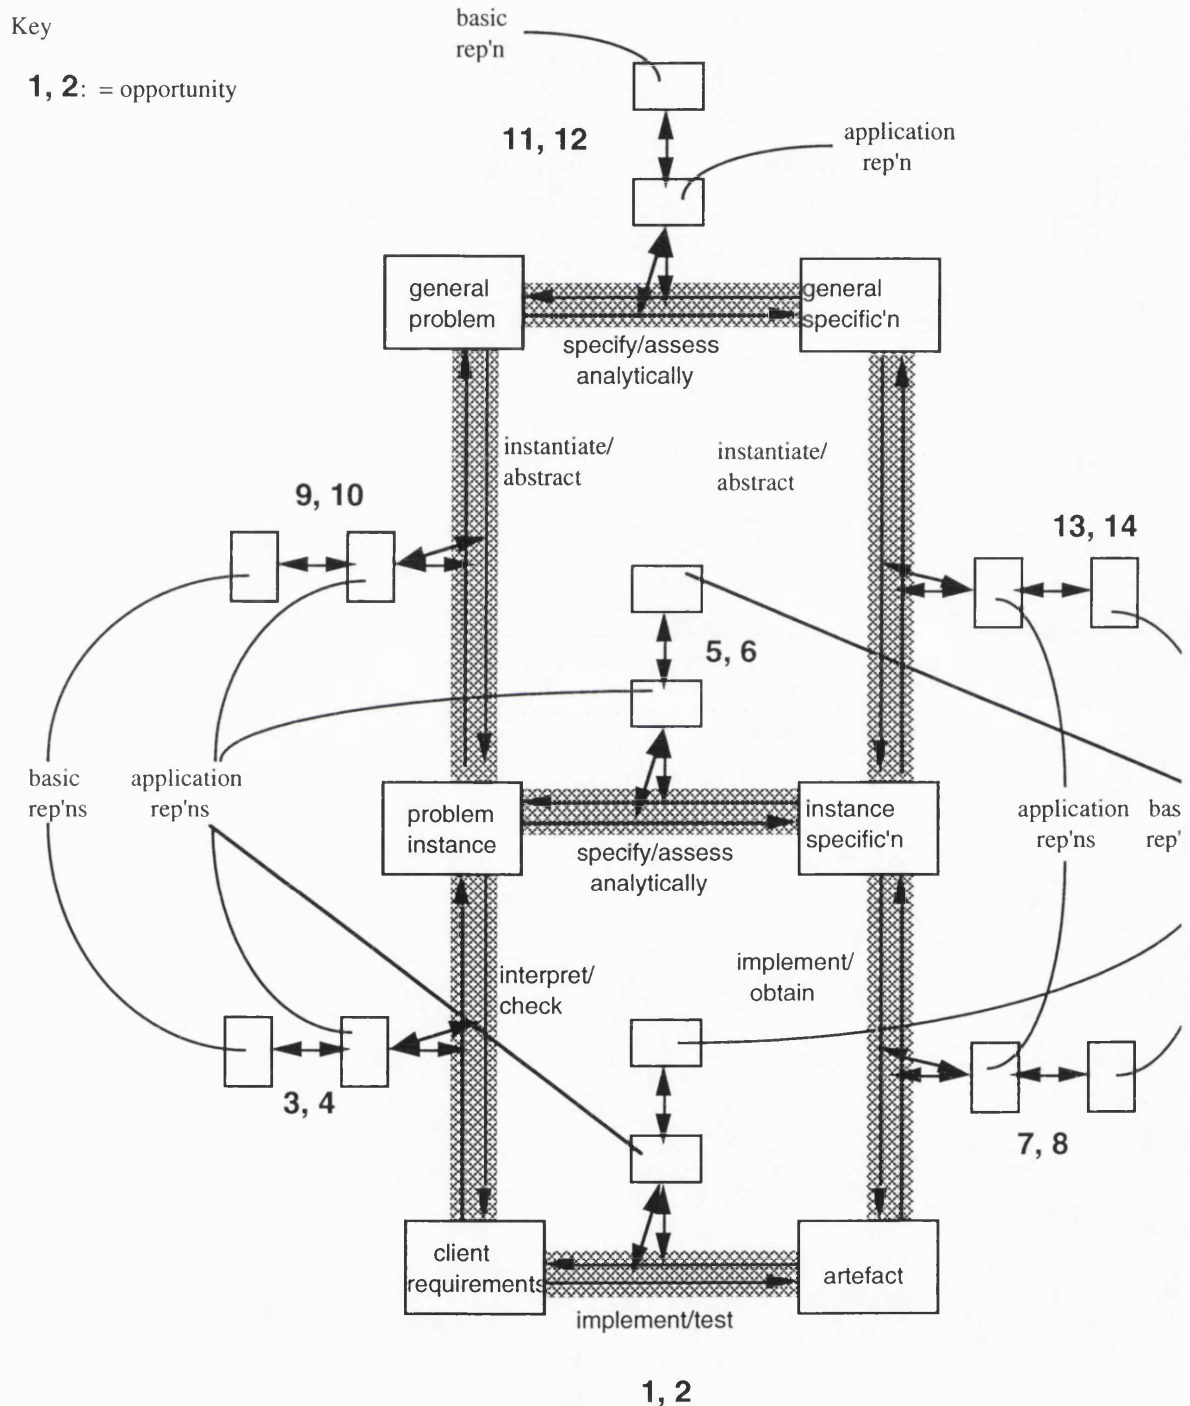 Key
1, 2: = opportunity
basic
rep'n
11, 12
application
rep'n
general
problem
general
specific'n
specify/assess
analytically
instantiate/
abstract
instantiate/
abstract
9, 10
13, 14
5, 6
basic
rep'ns
application
rep'ns
problem
instance
instance
specific'n
application
rep'ns
bas
rep'
specify/assess
analytically
interpret/
check
implement/
obtain
3, 4
7, 8
client
requirements
artefact
implement/test
1, 2